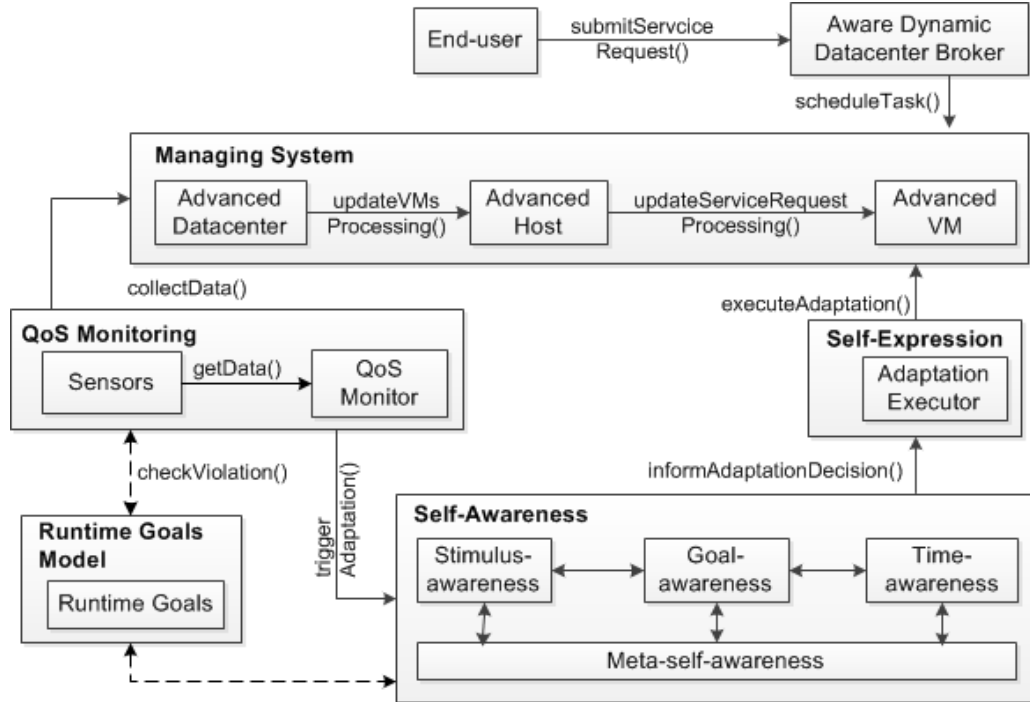 End-user
submitServcice
Request()
Aware Dynamic
Datacenter Broker
scheduleTask()
Managing System
Advanced
Datacenter
updateVMs
Processing()
Advanced
Host
updateServiceRequest
Processing()
Advanced
VM
collectData()
executeAdaptation()
QoS Monitoring
Sensors
getData()
QoS
Monitor
Self-Expression
Adaptation
Executor
checkViolation()
trigger
Adaptation()
informAdaptationDecision()
Runtime Goals
Model
Runtime Goals
Self-Awareness
Stimulus-
awareness
Goal-
awareness
Time-
awareness
Meta-self-awareness